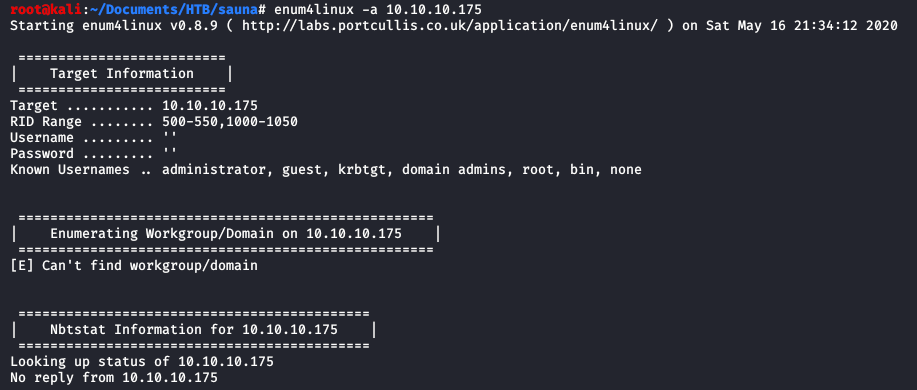 root@kali:~/Documents/HTB/sauna# enum4linux -a 10.10.10.175
Starting enum4linux v0.8.9 ( http://labs.portcullis.co.uk/application/enum4linux/ ) on Sat May 16 21:34:12 2020
==========================
| Target Information |
==========================
Target ........... 10.10.10.175
RID Range ........ 500-550,1000-1050
Username ......... ''
Password ......... ''
Known Usernames .. administrator, guest, krbtgt, domain admins, root, bin, none
====================================================
| Enumerating Workgroup/Domain on 10.10.10.175 |
====================================================
[E] Can't find workgroup/domain
============================================
| Nbtstat Information for 10.10.10.175 |
============================================
Looking up status of 10.10.10.175
No reply from 10.10.10.175